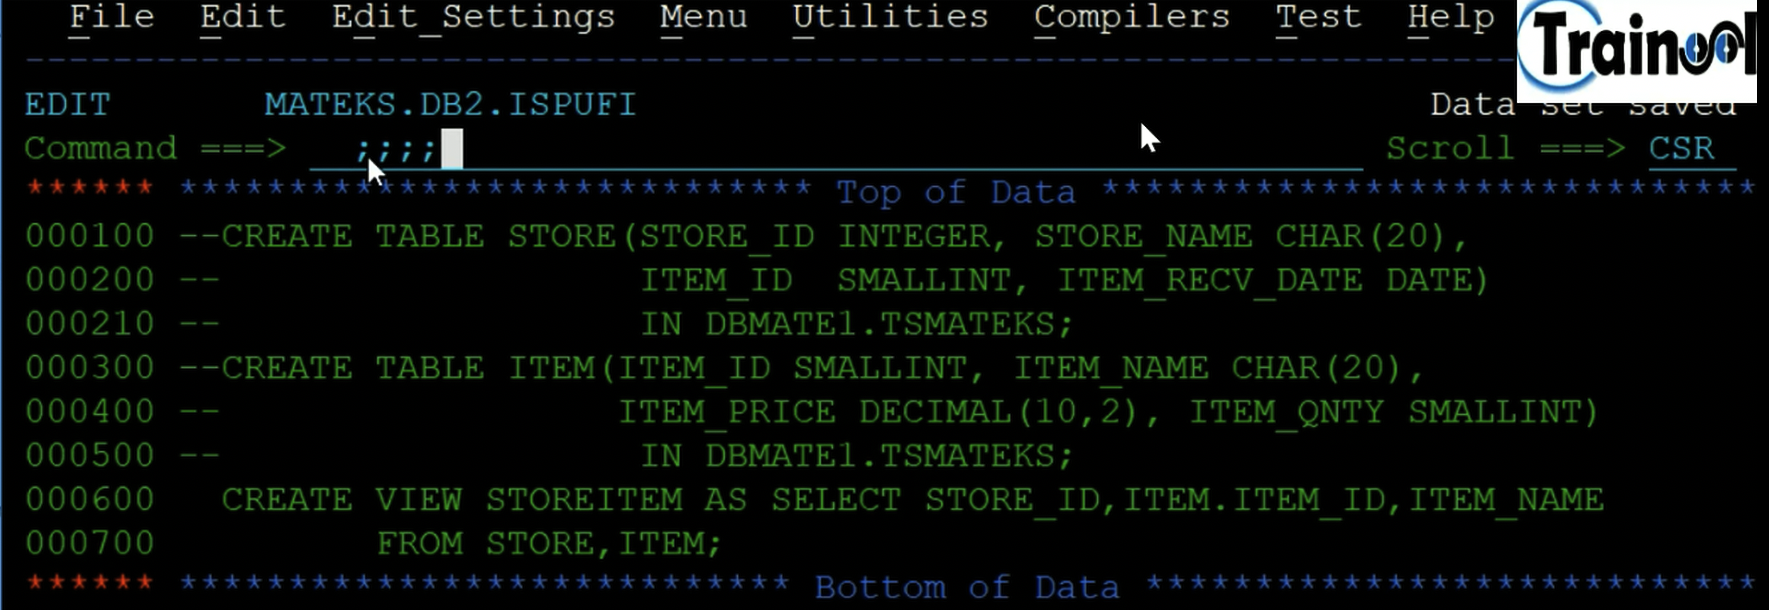 File Edit Edit_Settings Menu Utilities Compilers Test Help
Trainool
--------------------------------------------------------------------
EDIT MATEKS.DB2.ISPUFI Data set saved
Command ===> ;;;; Scroll ===> CSR
****** ***************************** Top of Data ******************************
000100 --CREATE TABLE STORE(STORE_ID INTEGER, STORE_NAME CHAR(20),
000200 -- ITEM_ID SMALLINT, ITEM_RECV_DATE DATE)
000210 -- IN DBMATE1.TSMATEKS;
000300 --CREATE TABLE ITEM(ITEM_ID SMALLINT, ITEM_NAME CHAR(20),
000400 -- ITEM_PRICE DECIMAL(10,2), ITEM_QNTY SMALLINT)
000500 -- IN DBMATE1.TSMATEKS;
000600 CREATE VIEW STOREITEM AS SELECT STORE_ID,ITEM.ITEM_ID,ITEM_NAME
000700 FROM STORE,ITEM;
****** **************************** Bottom of Data ****************************